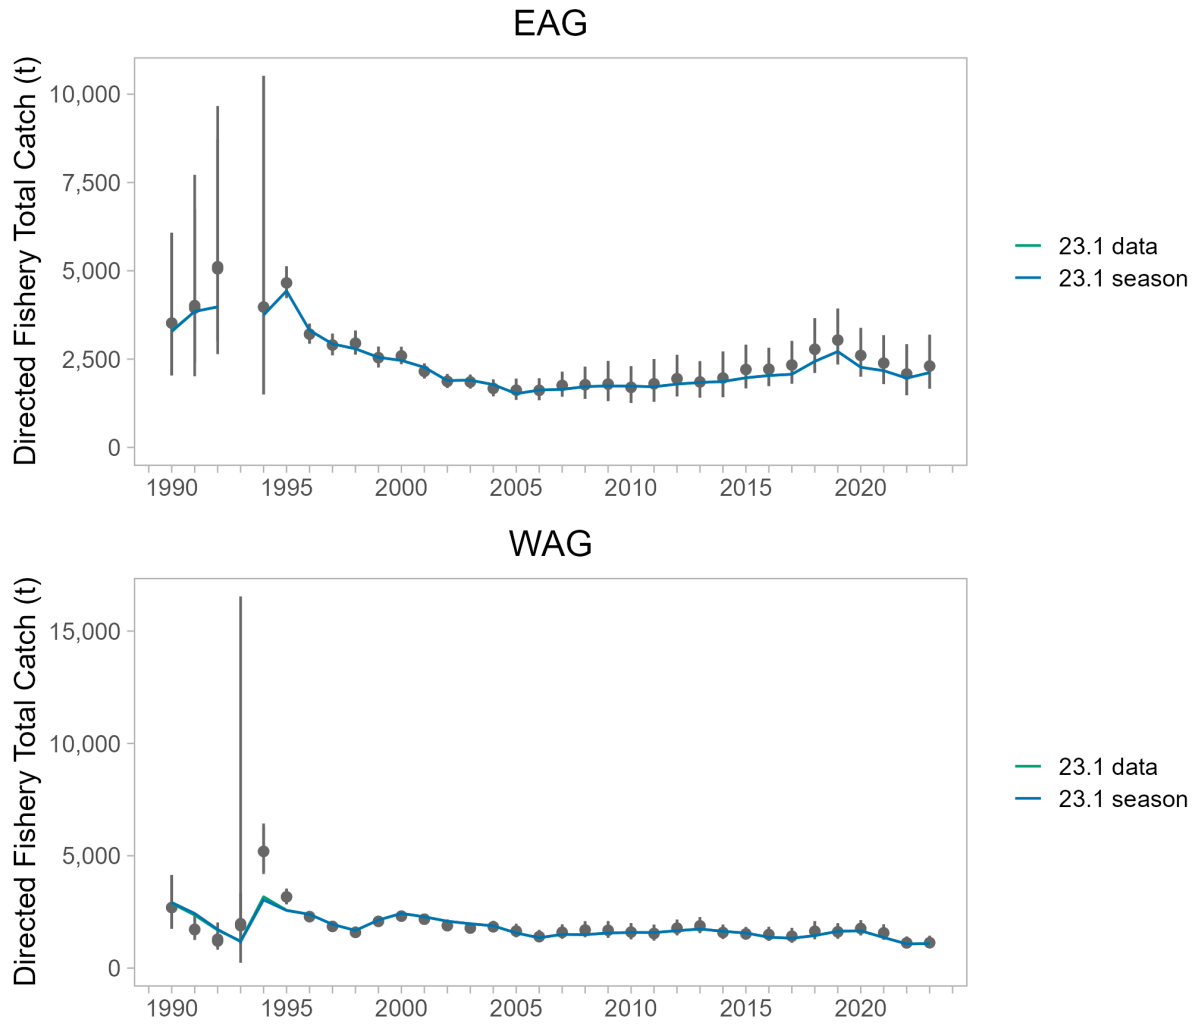 EAG
Directed Fishery Total Catch (t)
10,000
7,500
5,000
2,500
0
1990 1995 2000 2005 2010 2015 2020
23.1 data
23.1 season
WAG
Directed Fishery Total Catch (t)
15,000
10,000
5,000
0
1990 1995 2000 2005 2010 2015 2020
23.1 data
23.1 season